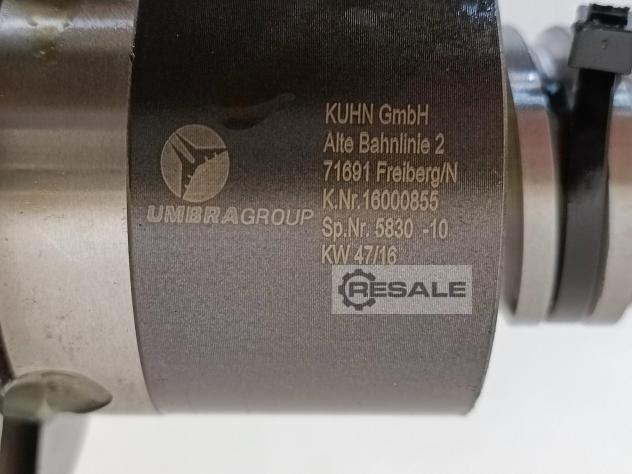 KUHN GmbH
Alte Bahnlinie 2
71691 Freiberg/N
K.Nr.16000855
UMBRAGROUP
Sp.Nr. 5830 -10
KW 47/16
RESALE